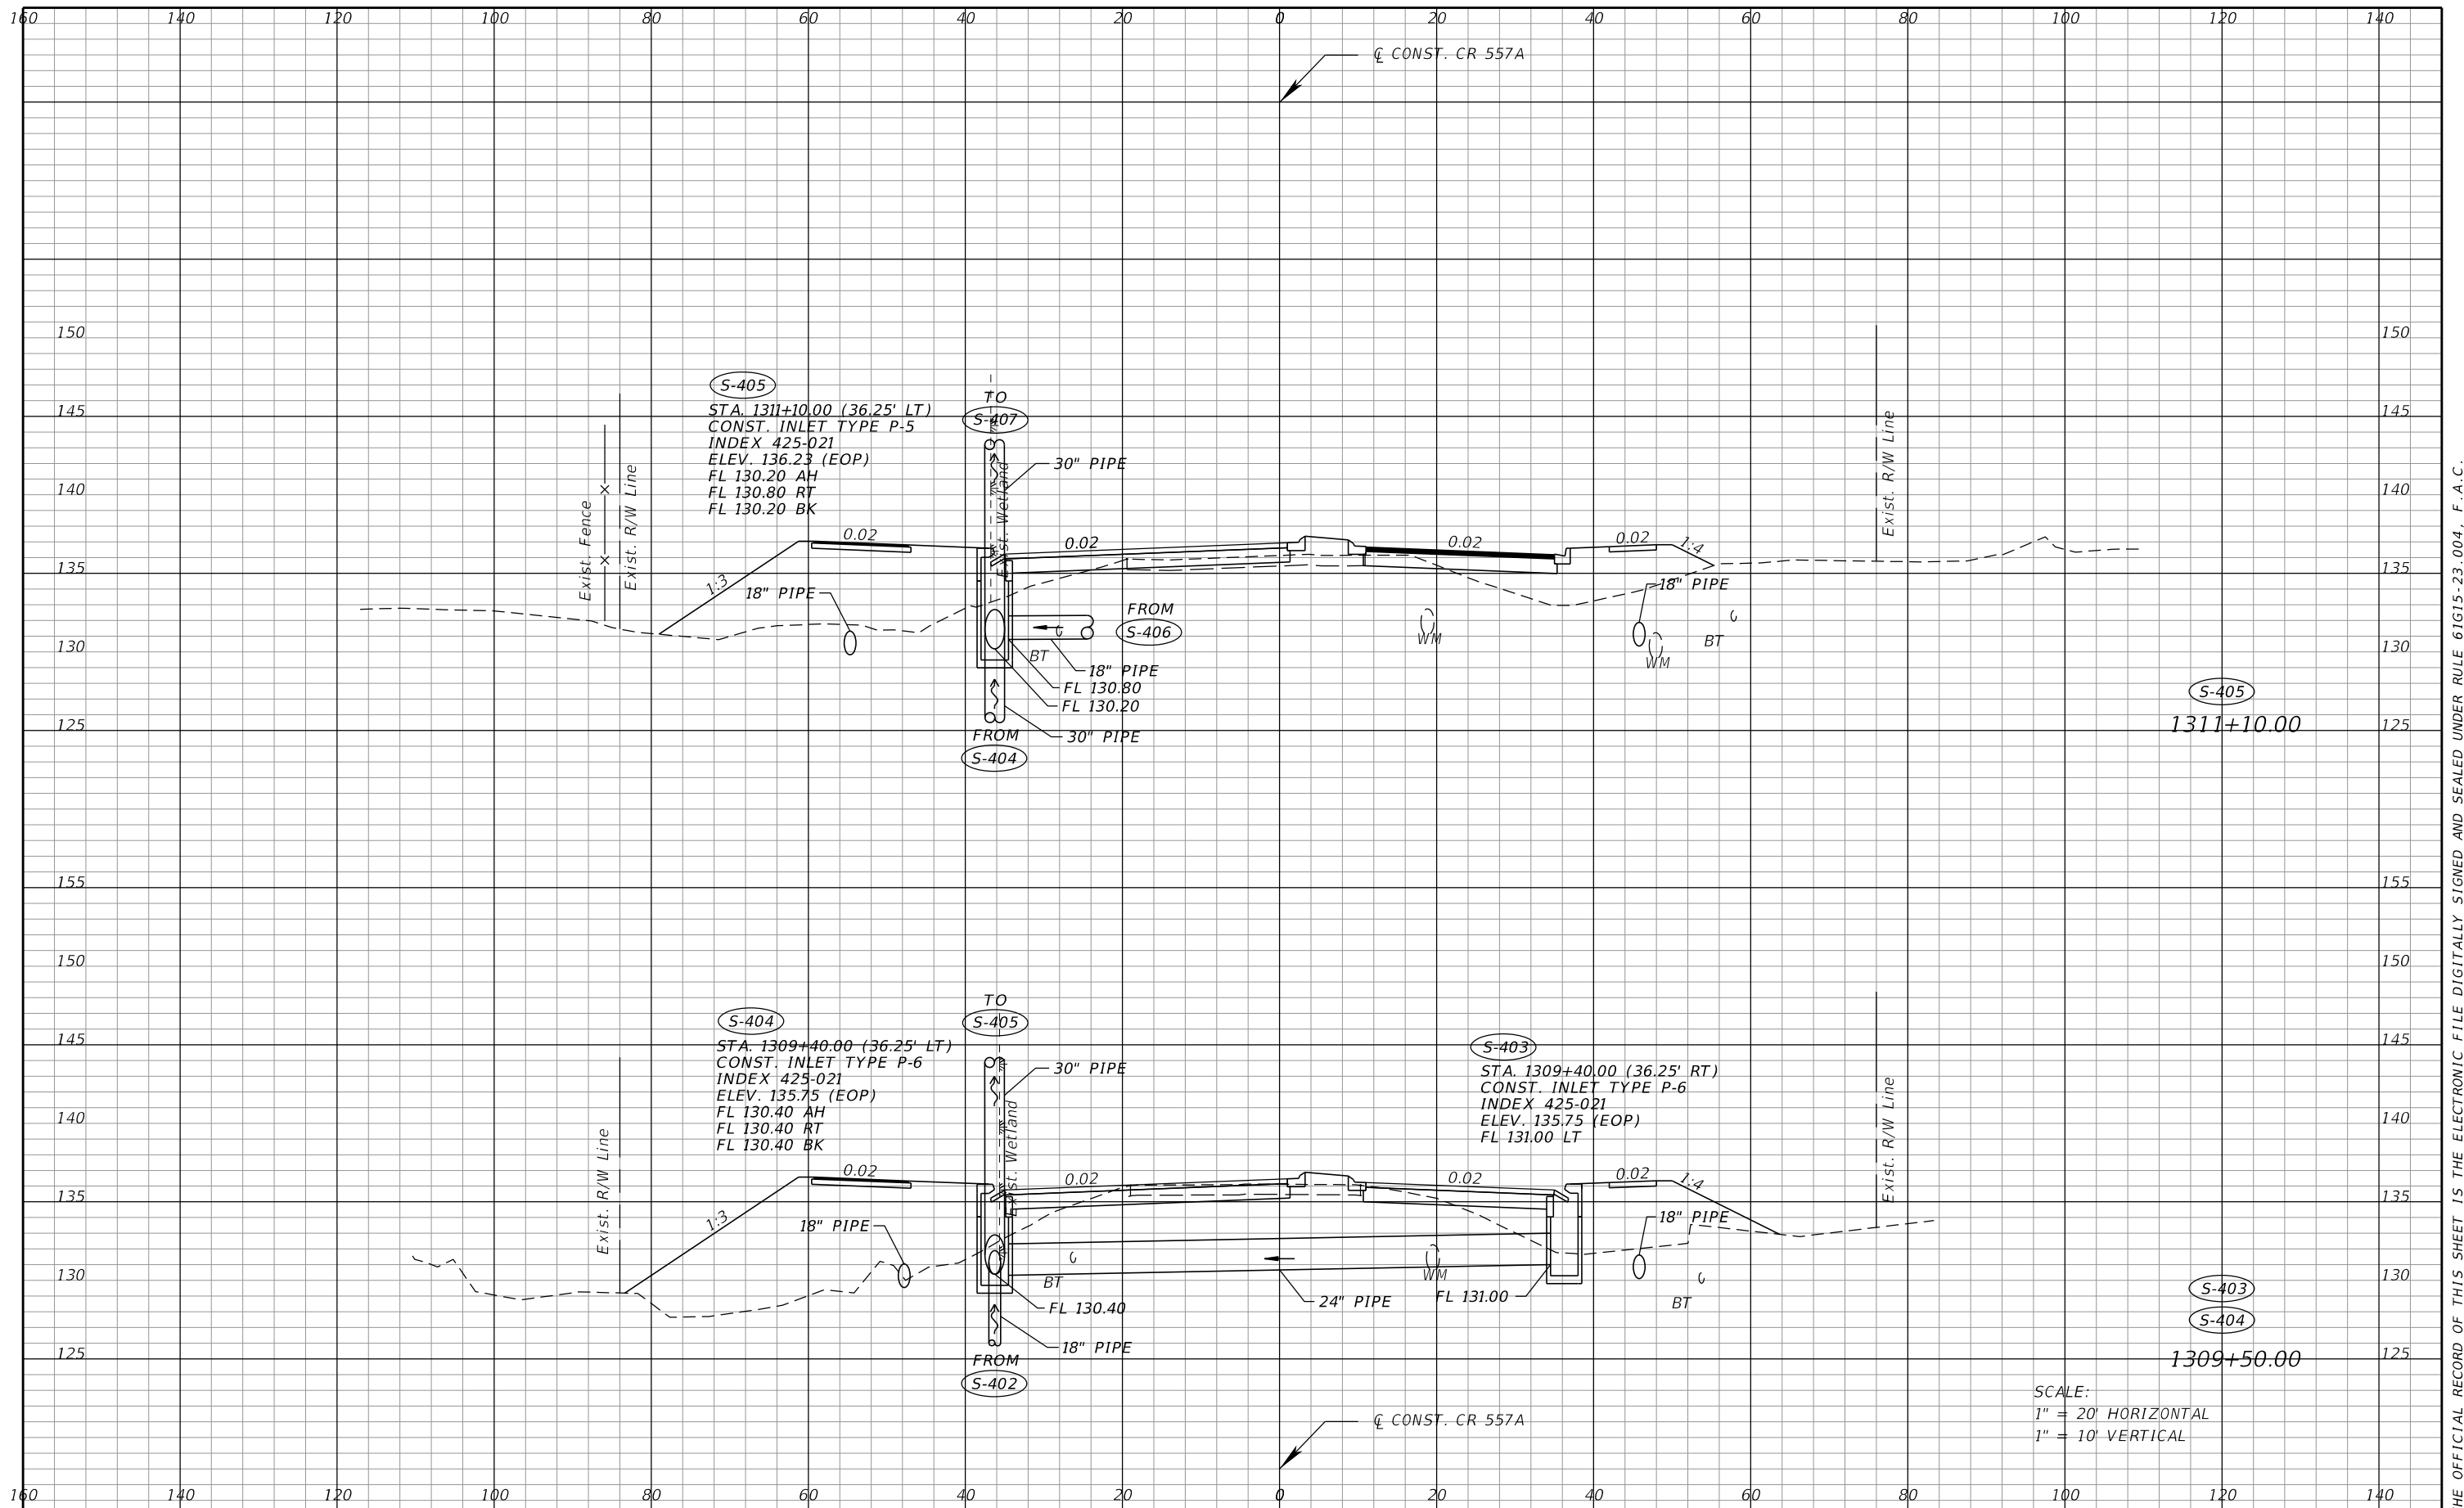 160 140 120 100 80 60 40 20 0 20 40 60 80 100 120 140
℄ CONST. CR 557A
150 150
145 145
140 140
135 135
130 130
125 125
S-405
STA. 1311+10.00 (36.25' LT)
CONST. INLET TYPE P-5
INDEX 425-021
ELEV. 136.23 (EOP)
FL 130.20 AH
FL 130.80 RT
FL 130.20 BK
TO
S-407
30" PIPE
Exist. Wetland
Exist. Fence
Exist. R/W Line
Exist. R/W Line
1:3
0.02
0.02
0.02
0.02
1:4
18" PIPE
18" PIPE
FROM
S-406
BT
WM
WM
BT
18" PIPE
FL 130.80
FL 130.20
30" PIPE
FROM
S-404
S-405
1311+10.00
155 155
150 150
145 145
140 140
135 135
130 130
125 125
S-404
STA. 1309+40.00 (36.25' LT)
CONST. INLET TYPE P-6
INDEX 425-021
ELEV. 135.75 (EOP)
FL 130.40 AH
FL 130.40 RT
FL 130.40 BK
TO
S-405
30" PIPE
Exist. Wetland
S-403
STA. 1309+40.00 (36.25' RT)
CONST. INLET TYPE P-6
INDEX 425-021
ELEV. 135.75 (EOP)
FL 131.00 LT
Exist. R/W Line
Exist. R/W Line
1:3
0.02
0.02
0.02
0.02
1:4
18" PIPE
18" PIPE
BT
WM
BT
FL 130.40
24" PIPE
FL 131.00
18" PIPE
FROM
S-402
S-403
S-404
1309+50.00
SCALE:
1" = 20' HORIZONTAL
1" = 10' VERTICAL
℄ CONST. CR 557A
160 140 120 100 80 60 40 20 0 20 40 60 80 100 120 140
OFFICIAL RECORD OF THIS SHEET IS THE ELECTRONIC FILE DIGITALLY SIGNED AND SEALED UNDER RULE 61G15-23.004, F.A.C.